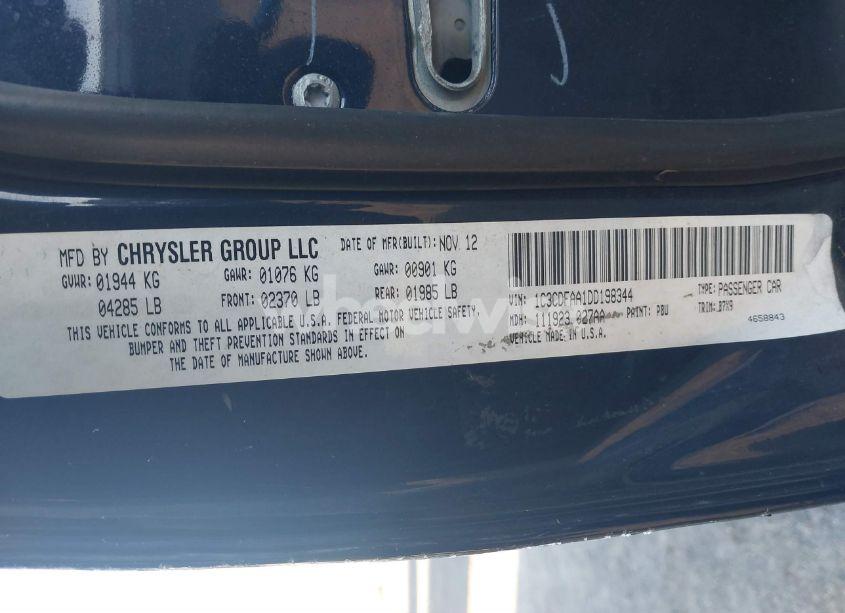 MFD BY CHRYSLER GROUP LLC DATE OF MFR(BUILT): NOV 12
GVWR: 01944 KG GAWR: 01076 KG GAWR: 00901 KG
04285 LB FRONT: 02370 LB REAR: 01985 LB
THIS VEHICLE CONFORMS TO ALL APPLICABLE U.S.A. FEDERAL MOTOR VEHICLE SAFETY,
BUMPER AND THEFT PREVENTION STANDARDS IN EFFECT ON
THE DATE OF MANUFACTURE SHOWN ABOVE.
VIN: 1C3CDFAA1DD198344 TYPE: PASSENGER CAR
MDH: 111923 027AA PAINT: PBU TRIM: B7X9
VEHICLE MADE IN U.S.A. 4658843